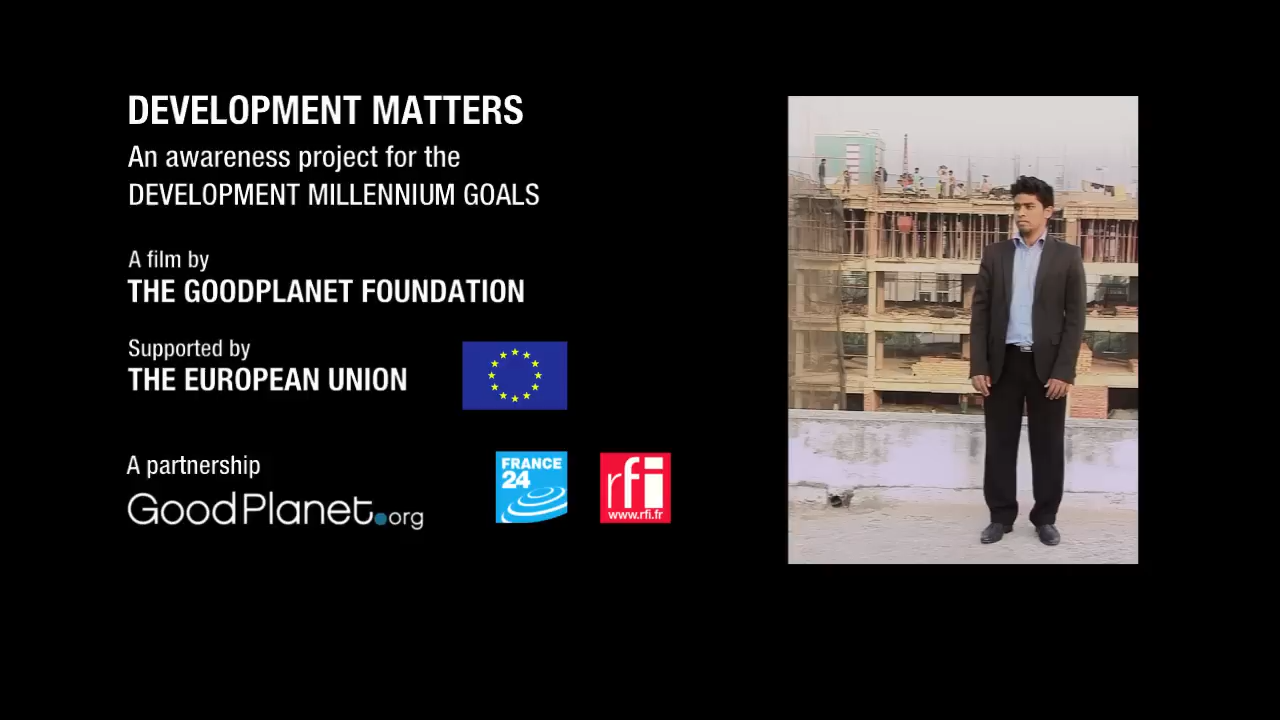 DEVELOPMENT MATTERS
An awareness project for the
DEVELOPMENT MILLENNIUM GOALS
A film by
THE GOODPLANET FOUNDATION
Supported by
THE EUROPEAN UNION
A partnership
GoodPlanet.org
FRANCE
24
rfi
www.rfi.fr